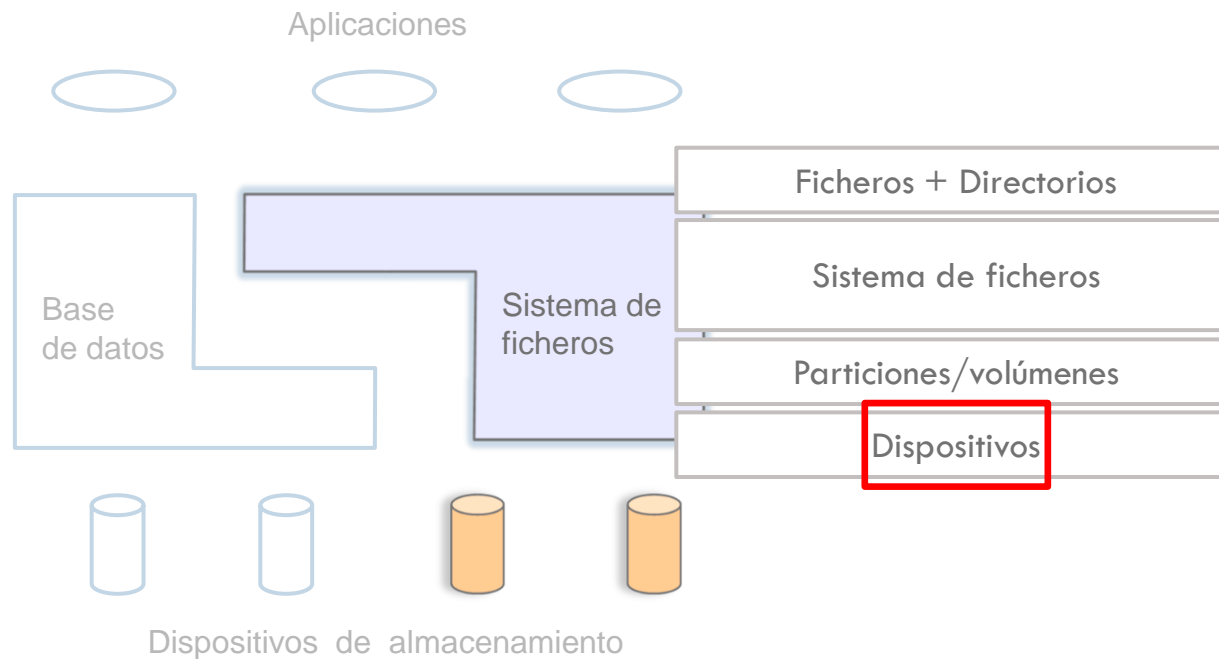 Aplicaciones
Ficheros + Directorios
Sistema de ficheros
Particiones/volúmenes
Dispositivos
Base
de datos
Sistema de
ficheros
Dispositivos de almacenamiento